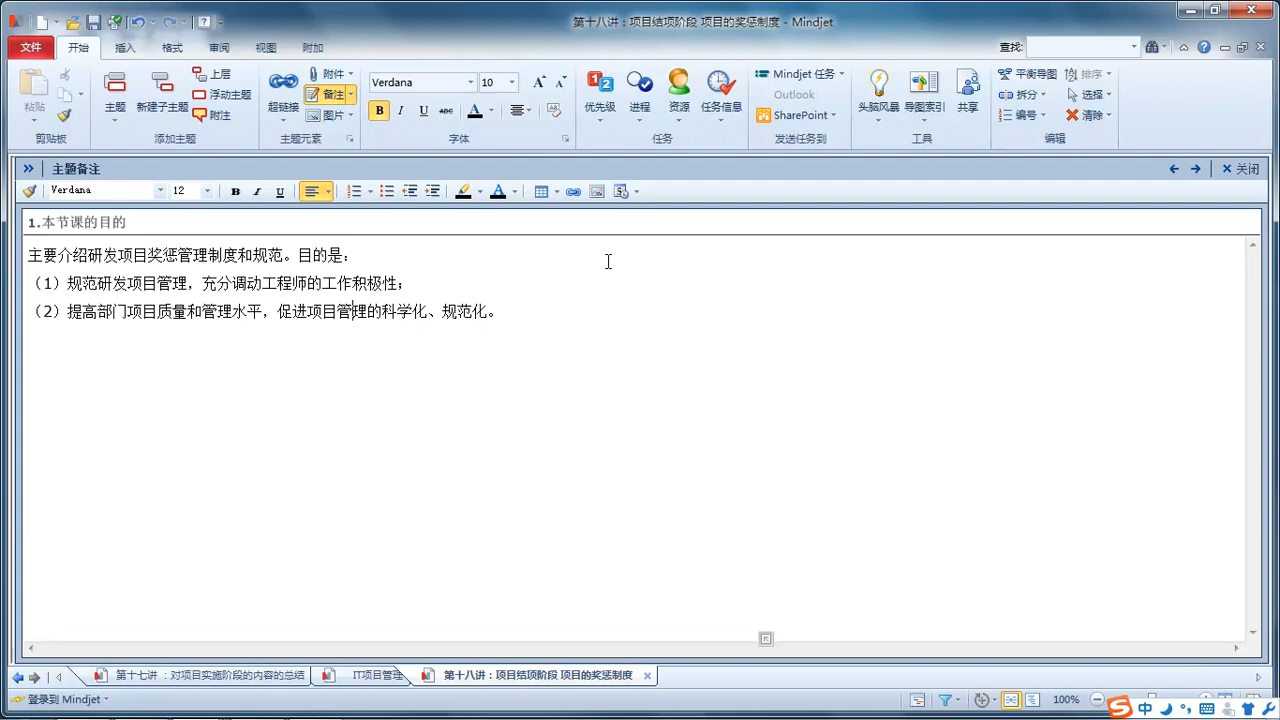 第十八讲：项目结项阶段 项目的奖惩制度 - Mindjet
文件 开始 插入 格式 审阅 视图 附加 查找:
粘贴 剪贴板
主题 新建子主题 上层 浮动主题 附注 添加主题
超链接 附件 备注 图片 主题元素
Verdana 10 B I U abc A 字体
优先级 进程 资源 任务信息 任务
Mindjet 任务 Outlook SharePoint 发送任务到
头脑风暴 导图索引 共享 工具
平衡导图 排序 拆分 选择 编号 清除 编辑
主题备注 关闭
Verdana 12 B I U A
1.本节课的目的
主要介绍研发项目奖惩管理制度和规范。目的是：
（1）规范研发项目管理，充分调动工程师的工作积极性；
（2）提高部门项目质量和管理水平，促进项目管理的科学化、规范化。
第十七讲 ：对项目实施阶段的内容的总结 IT项目管理 第十八讲：项目结项阶段 项目的奖惩制度
登录到 Mindjet 100% 中